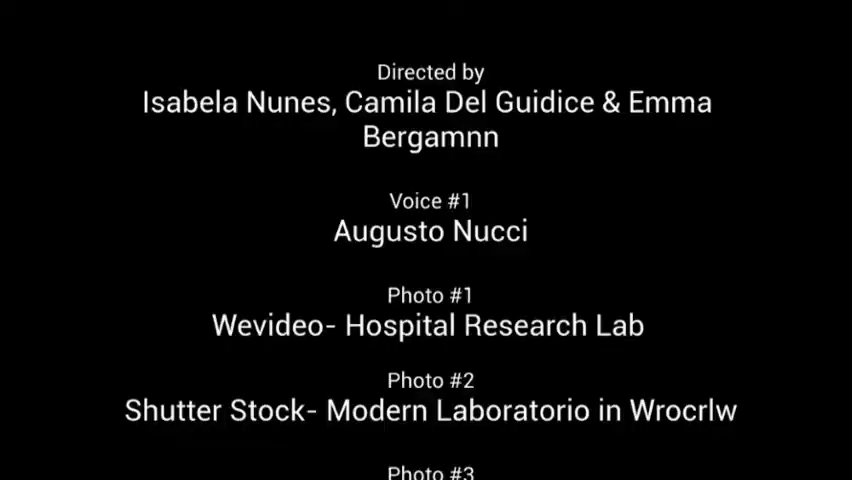 Directed by
Isabela Nunes, Camila Del Guidice & Emma
Bergamnn
Voice #1
Augusto Nucci
Photo #1
Wevideo- Hospital Research Lab
Photo #2
Shutter Stock- Modern Laboratorio in Wrocrlw
Photo #3